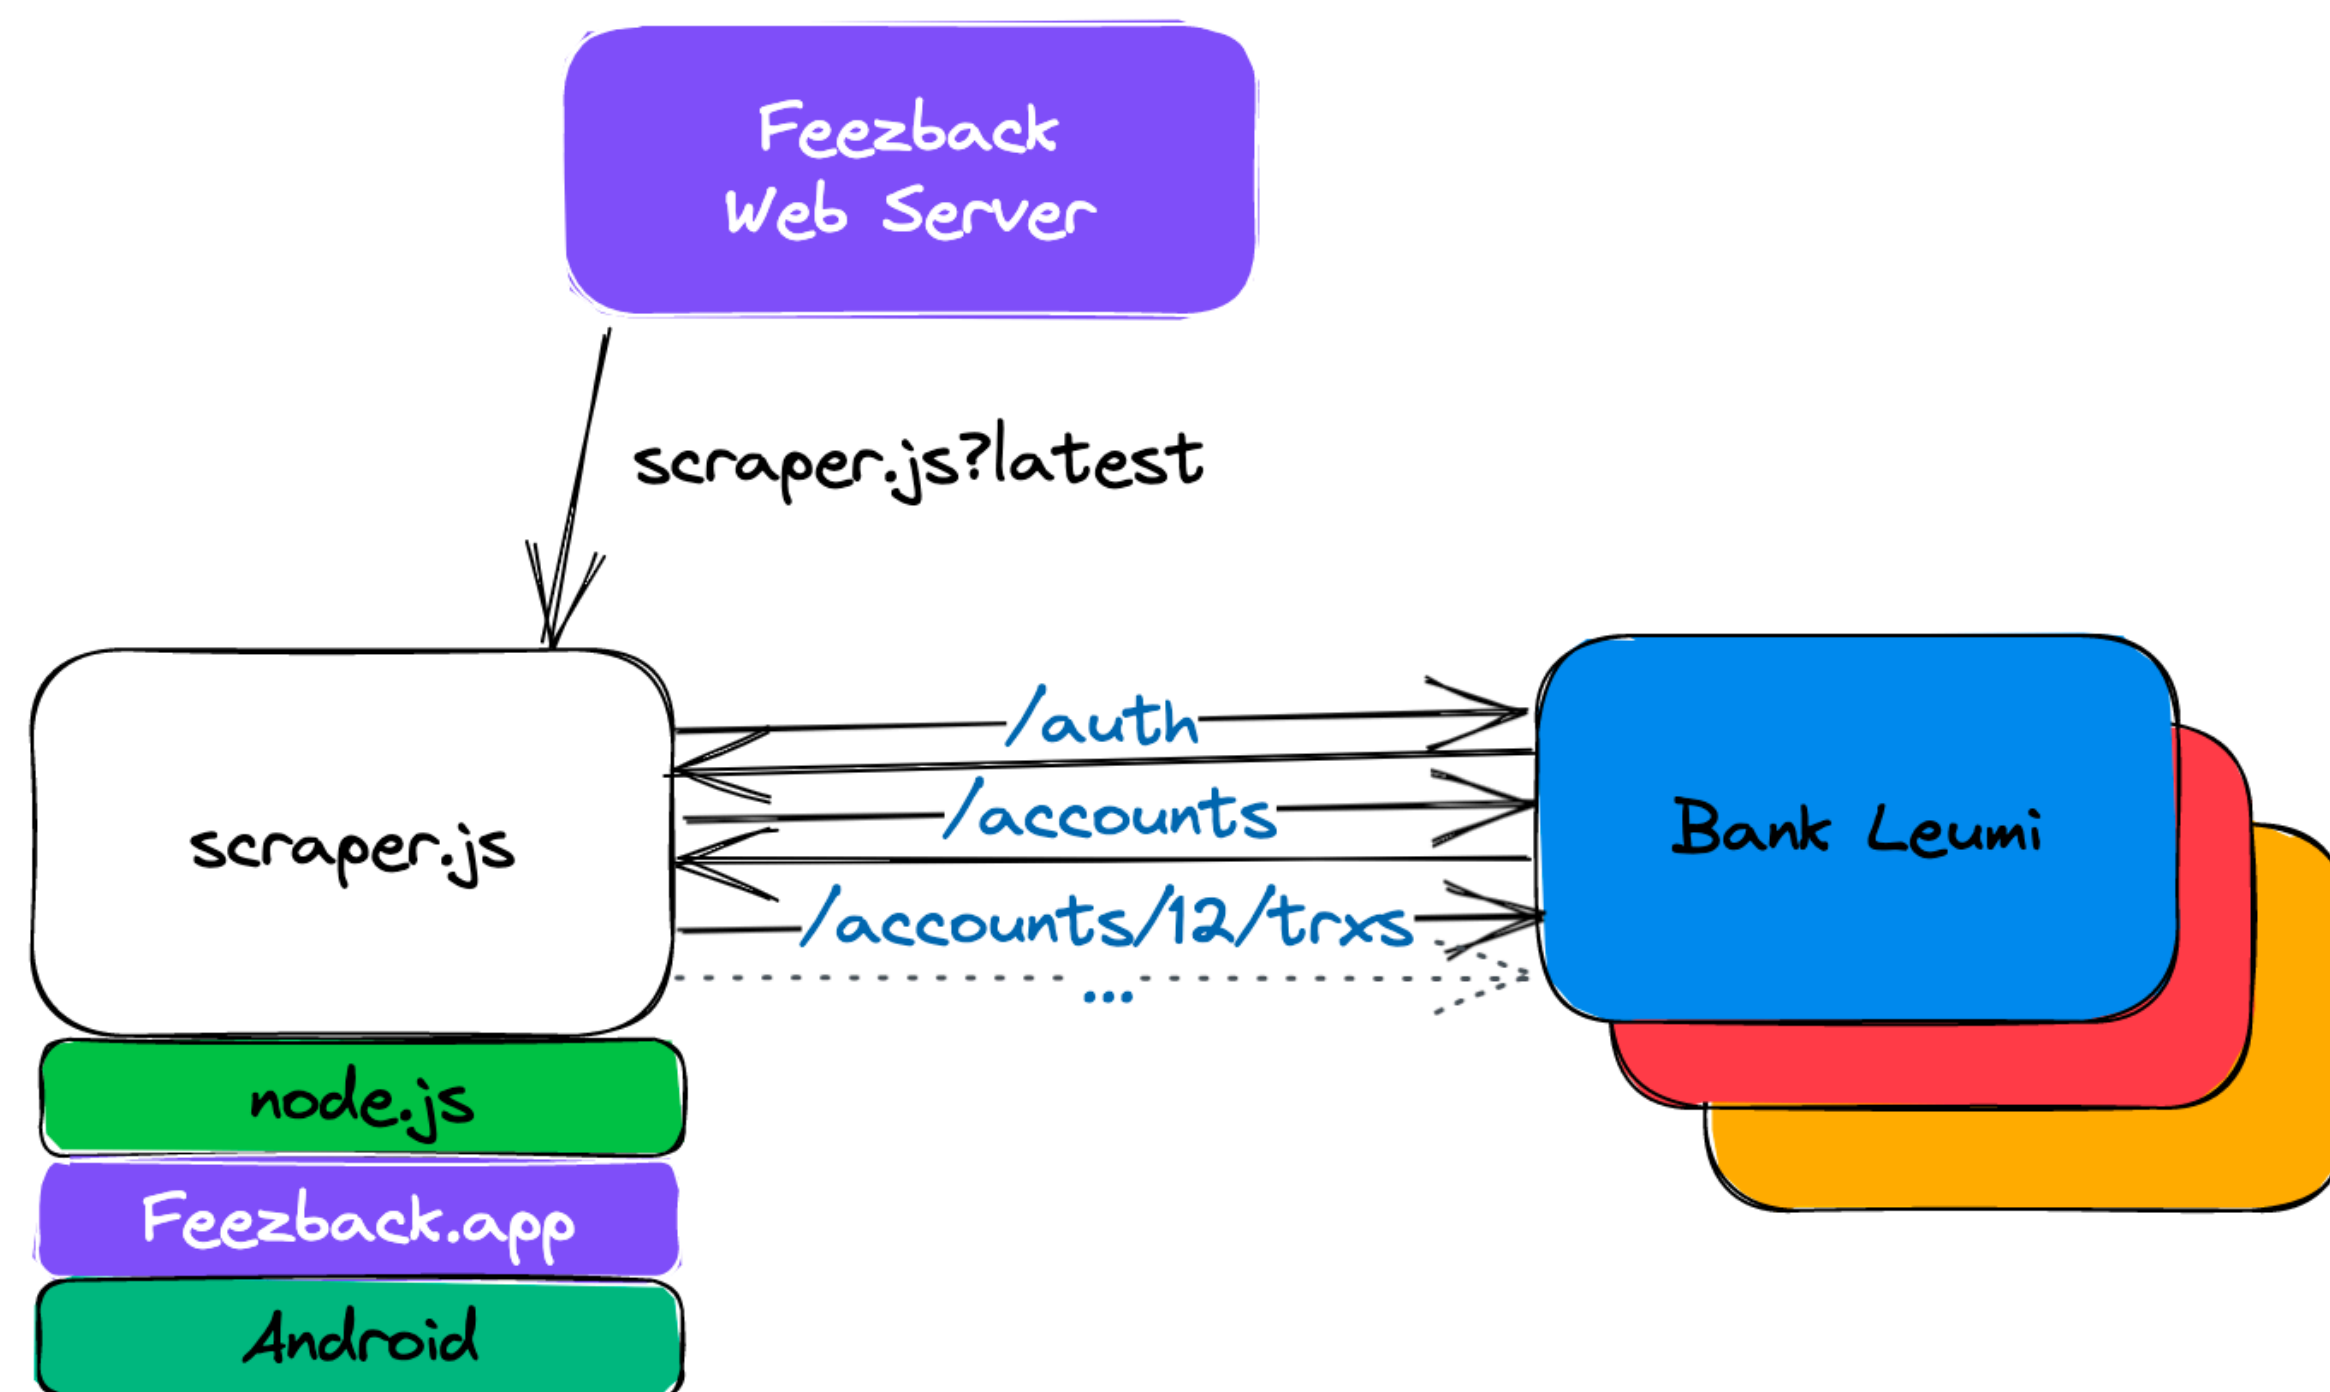 Feezback
Web Server
scraper.js?latest
/auth
/accounts
scraper.js
Bank Leumi
/accounts/12/trxs
...
node.js
Feezback.app
Android